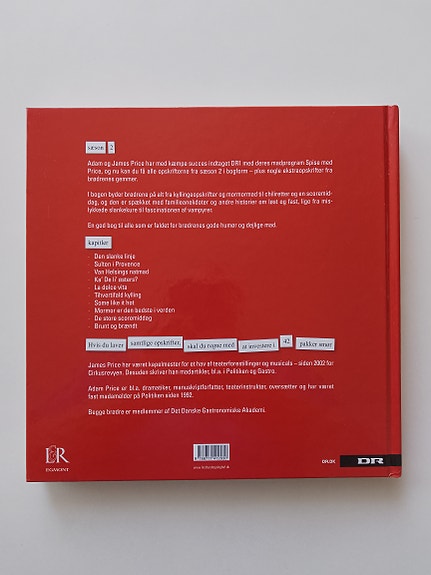 sæson 2
Adam og James Price har med kæmpe succes indtaget DR1 med deres madprogram Spise med
Price, og nu kan du få alle opskrifterne fra sæson 2 i bogform – plus nogle ekstraopskrifter fra
brødrenes gemmer.
I bogen byder brødrene på alt fra kyllingeopskrifter og mormormad til chiliretter og en scoremid-
dag, og den er spækket med familieanekdoter og andre historier om løst og fast, lige fra mis-
lykkede slankekure til fascinationen af vampyrer.
En god bog til alle som er faldet for brødrenes gode humør og dejlige mad.
kapitler
· Den slanke linje
· Sulten i Provence
· Van Helsings natmad
· Ka' De li' østers?
· La dolce vita
· Tilværtifald kylling
· Some like it hot
· Mormor er den bedste i verden
· De store scoremiddag
· Brunt og brændt
Hvis du laver samtlige opskrifter, skal du regne med at investere i 42 pakker smør
James Price har været kapelmester for et hav af teaterforestillinger og musicals – siden 2002 for
Cirkusrevyen. Desuden skriver han madartikler, bl.a. i Politiken og Gastro.
Adam Price er bl.a. dramatiker, manuskriptforfatter, teaterinstruktør, oversætter og har været
fast madanmelder på Politiken siden 1992.
Begge brødre er medlemmer af Det Danske Gastronomiske Akademi.
L&R
EGMONT
DR.DK
DR